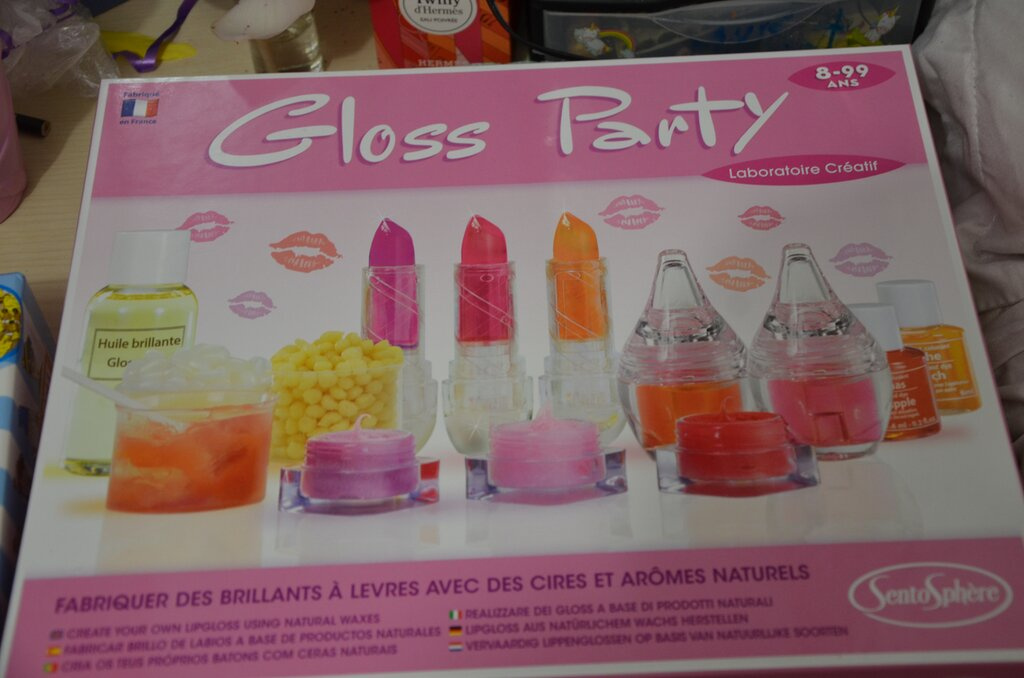 Twilly
d'Hermès
EAU POIVRÉE
HERMÈS
Fabriqué
en France
8-99
ANS
Gloss Party
Laboratoire Créatif
Huile brillante
FABRIQUER DES BRILLANTS À LEVRES AVEC DES CIRES ET ARÔMES NATURELS
CREATE YOUR OWN LIPGLOSS USING NATURAL WAXES
FABRICAR BRILLO DE LABIOS A BASE DE PRODUCTOS NATURALES
CRIA OS TEUS PRÓPRIOS BATONS COM CERAS NATURAIS
REALIZZARE DEI GLOSS A BASE DI PRODOTTI NATURALI
LIPGLOSS AUS NATÜRLICHEM WACHS HERSTELLEN
VERVAARDIG LIPPENGLOSSEN OP BASIS VAN NATUURLIJKE SOORTEN
SentoSphère